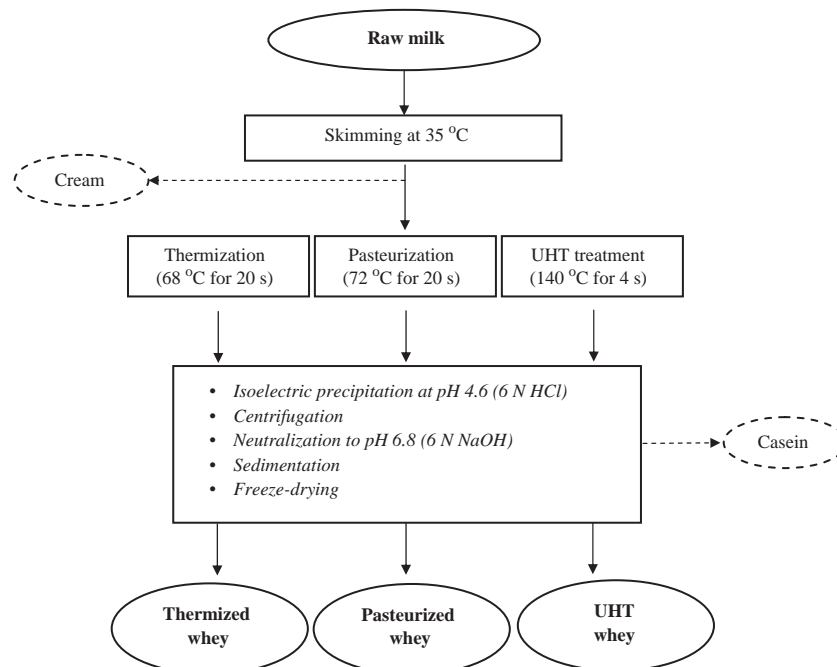 Raw milk
Skimming at 35 °C
Cream
Thermization
(68 °C for 20 s)
Pasteurization
(72 °C for 20 s)
UHT treatment
(140 °C for 4 s)
• Isoelectric precipitation at pH 4.6 (6 N HCl)
• Centrifugation
• Neutralization to pH 6.8 (6 N NaOH)
• Sedimentation
• Freeze-drying
Casein
Thermized
whey
Pasteurized
whey
UHT
whey